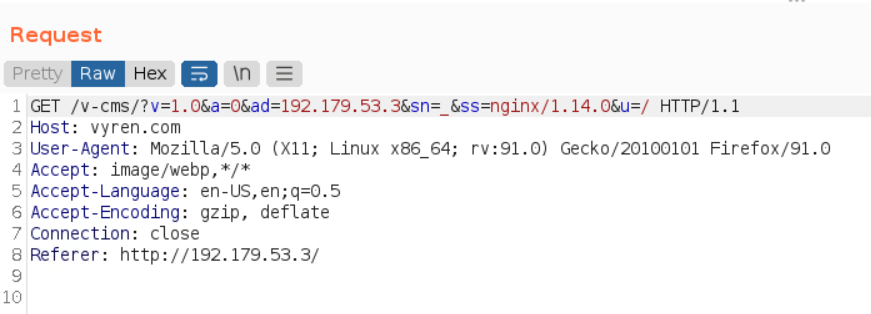 Request
Pretty Raw Hex \n
1 GET /v-cms/?v=1.0&a=0&ad=192.179.53.3&sn=_&ss=nginx/1.14.0&u=/ HTTP/1.1
2 Host: vyren.com
3 User-Agent: Mozilla/5.0 (X11; Linux x86_64; rv:91.0) Gecko/20100101 Firefox/91.0
4 Accept: image/webp,*/*
5 Accept-Language: en-US,en;q=0.5
6 Accept-Encoding: gzip, deflate
7 Connection: close
8 Referer: http://192.179.53.3/
9
10